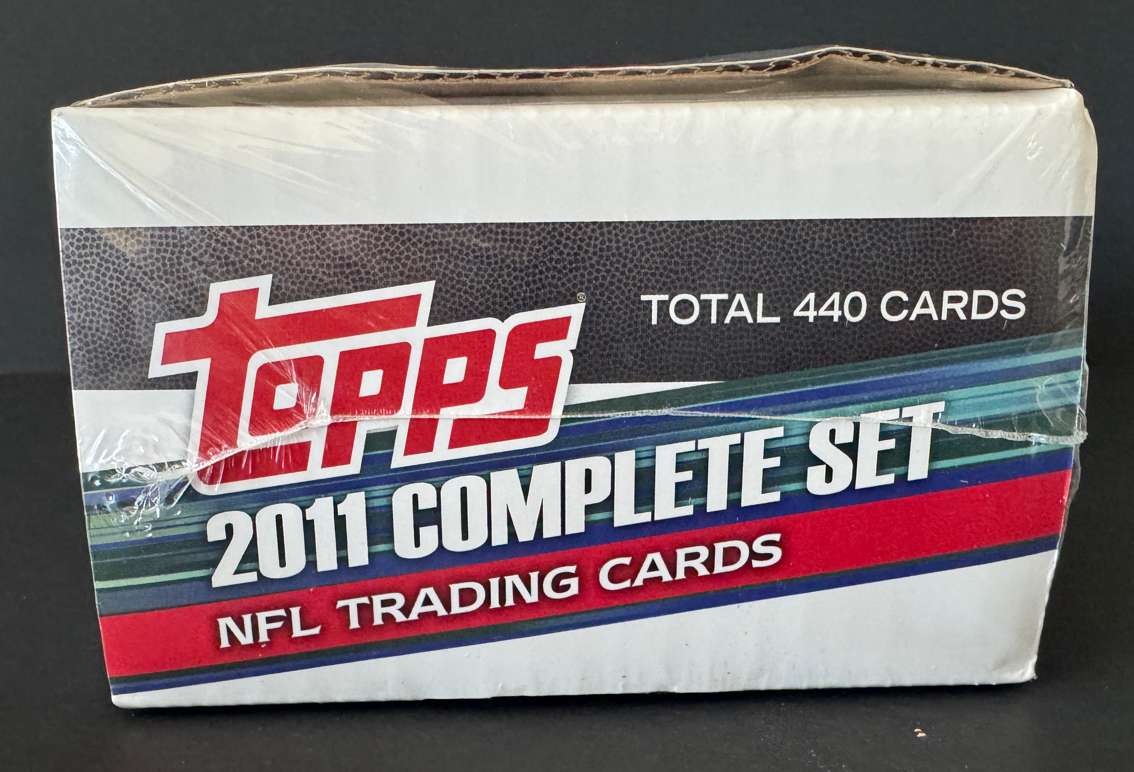 TOPPS®
TOTAL 440 CARDS
2011 COMPLETE SET
NFL TRADING CARDS